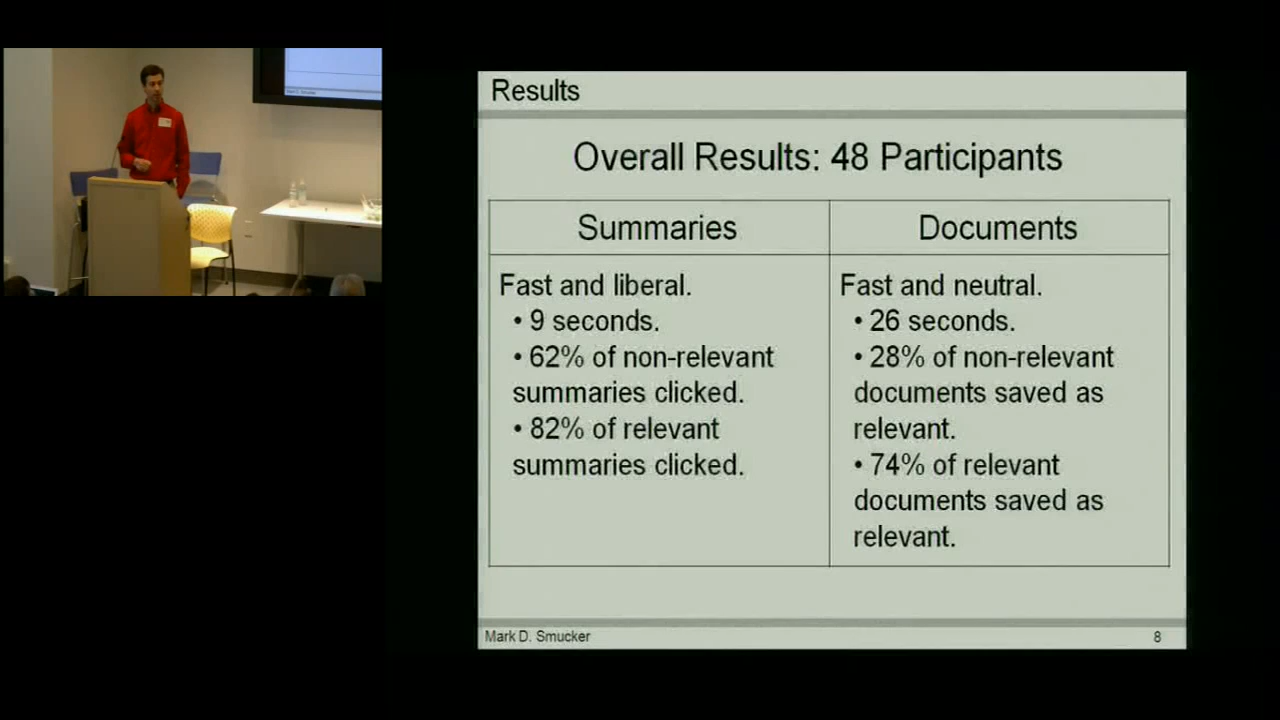 Results
Overall Results: 48 Participants
Summaries
Documents
Fast and liberal.
• 9 seconds.
• 62% of non-relevant
summaries clicked.
• 82% of relevant
summaries clicked.
Fast and neutral.
• 26 seconds.
• 28% of non-relevant
documents saved as
relevant.
• 74% of relevant
documents saved as
relevant.
Mark D. Smucker
8